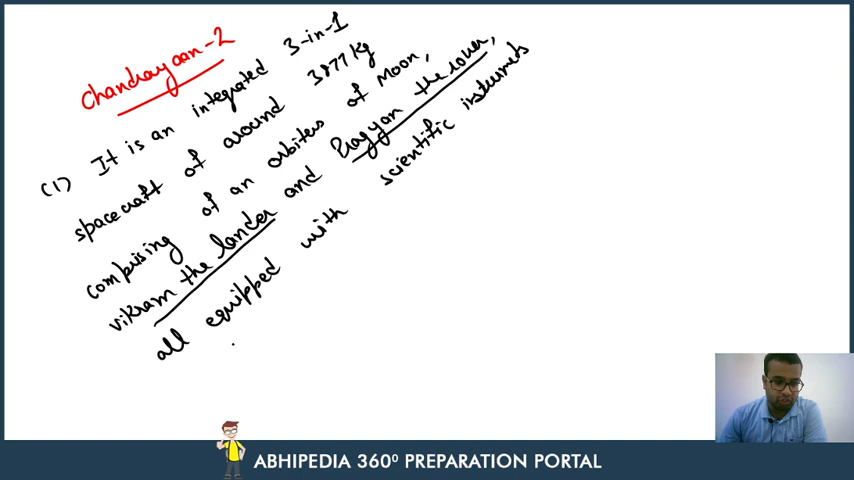 Chandrayaan-2
(1) It is an integrated 3-in-1
spacecraft of around 3877 kg
comprising of an orbiters of Moon,
vikram the lander and Pragyan the rover,
all equipped with scientific instruments
ABHIPEDIA 360° PREPARATION PORTAL